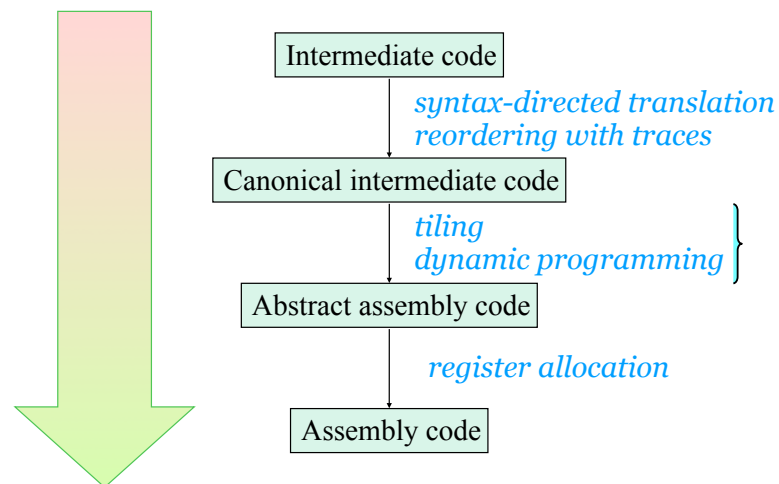 Intermediate code
syntax-directed translation
reordering with traces
Canonical intermediate code
tiling
dynamic programming
Abstract assembly code
register allocation
Assembly code